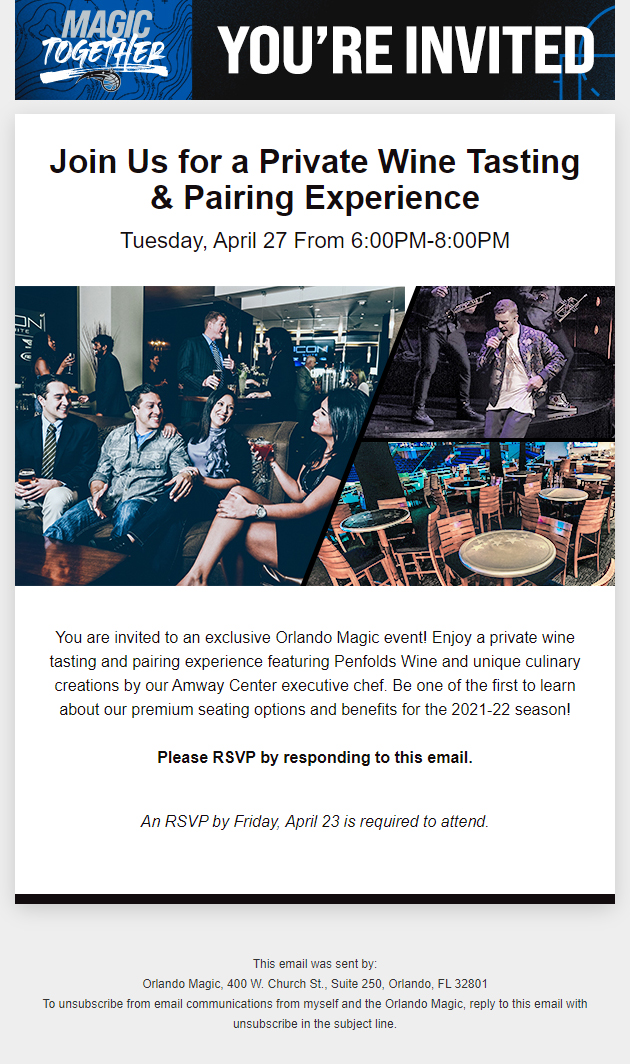 MAGIC
TOGETHER
YOU'RE INVITED
Join Us for a Private Wine Tasting
& Pairing Experience
Tuesday, April 27 From 6:00PM-8:00PM
ICON
SUITE
ICON
You are invited to an exclusive Orlando Magic event! Enjoy a private wine
tasting and pairing experience featuring Penfolds Wine and unique culinary
creations by our Amway Center executive chef. Be one of the first to learn
about our premium seating options and benefits for the 2021-22 season!
Please RSVP by responding to this email.
An RSVP by Friday, April 23 is required to attend.
This email was sent by:
Orlando Magic, 400 W. Church St., Suite 250, Orlando, FL 32801
To unsubscribe from email communications from myself and the Orlando Magic, reply to this email with
unsubscribe in the subject line.